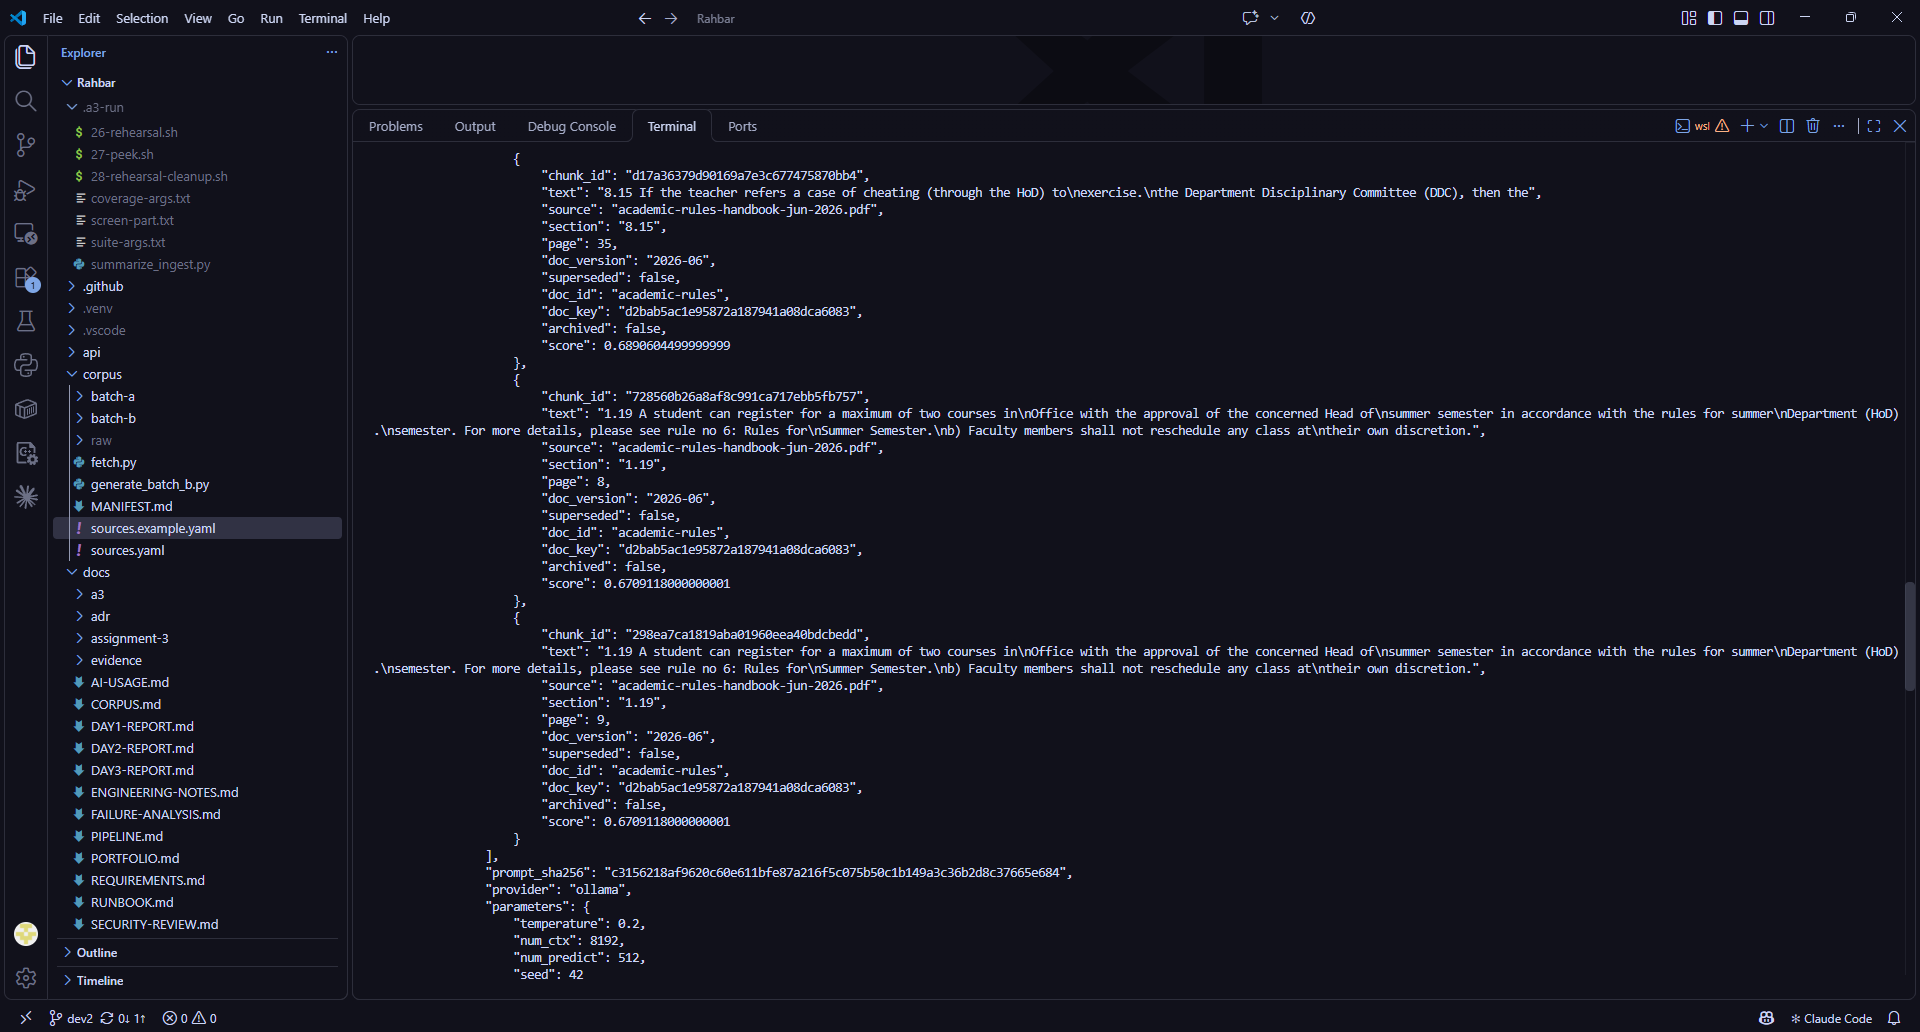 File Edit Selection View Go Run Terminal Help
Rahbar
Explorer
Rahbar
.a3-run
26-rehearsal.sh
27-peek.sh
28-rehearsal-cleanup.sh
coverage-args.txt
screen-part.txt
suite-args.txt
summarize_ingest.py
.github
.venv
.vscode
api
corpus
batch-a
batch-b
raw
fetch.py
generate_batch_b.py
MANIFEST.md
sources.example.yaml
sources.yaml
docs
a3
adr
assignment-3
evidence
AI-USAGE.md
CORPUS.md
DAY1-REPORT.md
DAY2-REPORT.md
DAY3-REPORT.md
ENGINEERING-NOTES.md
FAILURE-ANALYSIS.md
PIPELINE.md
PORTFOLIO.md
REQUIREMENTS.md
RUNBOOK.md
SECURITY-REVIEW.md
Outline
Timeline
1
Problems Output Debug Console Terminal Ports
wsl
{
"chunk_id": "d17a36379d90169a7e3c677475870bb4",
"text": "8.15 If the teacher refers a case of cheating (through the HoD) to\nexercise.\nthe Department Disciplinary Committee (DDC), then the",
"source": "academic-rules-handbook-jun-2026.pdf",
"section": "8.15",
"page": 35,
"doc_version": "2026-06",
"superseded": false,
"doc_id": "academic-rules",
"doc_key": "d2bab5ac1e95872a187941a08dca6083",
"archived": false,
"score": 0.6890604499999999
},
{
"chunk_id": "728560b26a8af8c991ca717ebb5fb757",
"text": "1.19 A student can register for a maximum of two courses in\nOffice with the approval of the concerned Head of\nsummer semester in accordance with the rules for summer\nDepartment (HoD)
.\nsemester. For more details, please see rule no 6: Rules for\nSummer Semester.\nb) Faculty members shall not reschedule any class at\ntheir own discretion.",
"source": "academic-rules-handbook-jun-2026.pdf",
"section": "1.19",
"page": 8,
"doc_version": "2026-06",
"superseded": false,
"doc_id": "academic-rules",
"doc_key": "d2bab5ac1e95872a187941a08dca6083",
"archived": false,
"score": 0.6709118000000001
},
{
"chunk_id": "298ea7ca1819aba01960eea40bdcbedd",
"text": "1.19 A student can register for a maximum of two courses in\nOffice with the approval of the concerned Head of\nsummer semester in accordance with the rules for summer\nDepartment (HoD)
.\nsemester. For more details, please see rule no 6: Rules for\nSummer Semester.\nb) Faculty members shall not reschedule any class at\ntheir own discretion.",
"source": "academic-rules-handbook-jun-2026.pdf",
"section": "1.19",
"page": 9,
"doc_version": "2026-06",
"superseded": false,
"doc_id": "academic-rules",
"doc_key": "d2bab5ac1e95872a187941a08dca6083",
"archived": false,
"score": 0.6709118000000001
}
],
"prompt_sha256": "c3156218af9620c60e611bfe87a216f5c075b50c1b149a3c36b2d8c37665e684",
"provider": "ollama",
"parameters": {
"temperature": 0.2,
"num_ctx": 8192,
"num_predict": 512,
"seed": 42
dev2 0↓ 1↑ 0 0
Claude Code